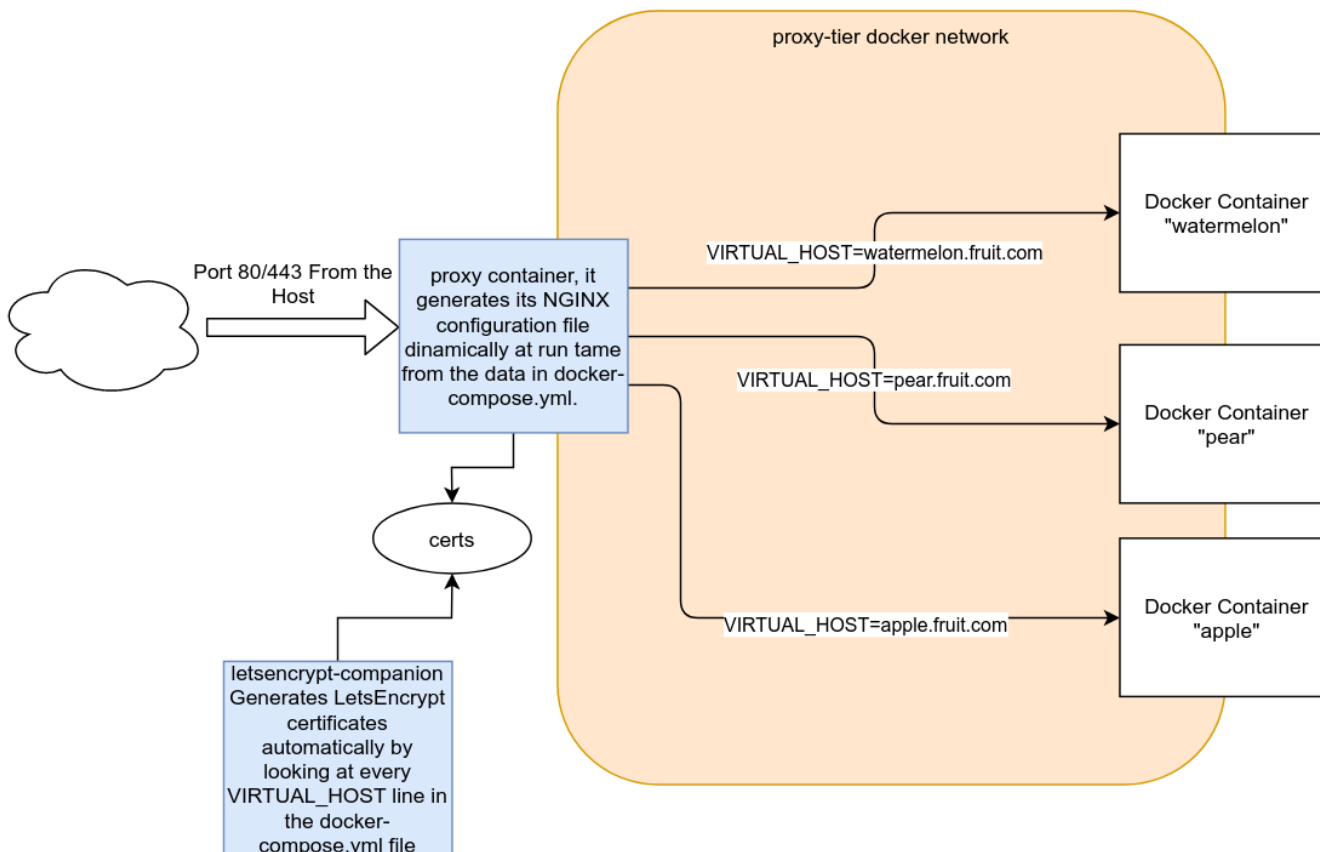 proxy-tier docker network
Docker Container
"watermelon"
VIRTUAL_HOST=watermelon.fruit.com
Port 80/443 From the
Host
proxy container, it
generates its NGINX
configuration file
dinamically at run tame
from the data in docker-
compose.yml.
VIRTUAL_HOST=pear.fruit.com
Docker Container
"pear"
certs
Docker Container
"apple"
VIRTUAL_HOST=apple.fruit.com
letsencrypt-companion
Generates LetsEncrypt
certificates
automatically by
looking at every
VIRTUAL_HOST line in
the docker-
compose.yml file